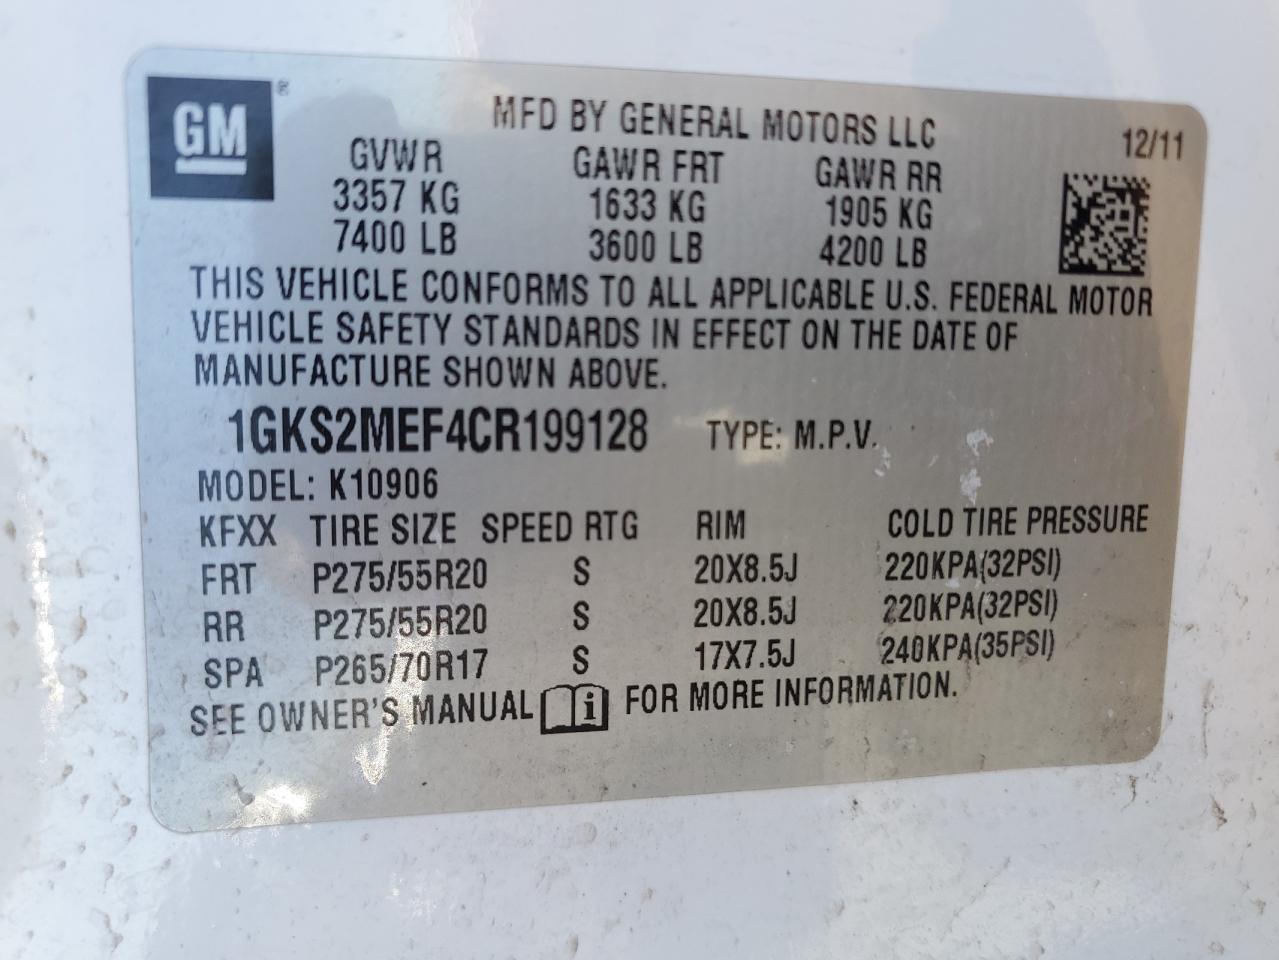 GM ®
MFD BY GENERAL MOTORS LLC 12/11
GVWR GAWR FRT GAWR RR
3357 KG 1633 KG 1905 KG
7400 LB 3600 LB 4200 LB
THIS VEHICLE CONFORMS TO ALL APPLICABLE U.S. FEDERAL MOTOR
VEHICLE SAFETY STANDARDS IN EFFECT ON THE DATE OF
MANUFACTURE SHOWN ABOVE.
1GKS2MEF4CR199128 TYPE: M.P.V.
MODEL: K10906
KFXX TIRE SIZE SPEED RTG RIM COLD TIRE PRESSURE
FRT P275/55R20 S 20X8.5J 220KPA(32PSI)
RR P275/55R20 S 20X8.5J 220KPA(32PSI)
SPA P265/70R17 S 17X7.5J 240KPA(35PSI)
SEE OWNER'S MANUAL i FOR MORE INFORMATION.